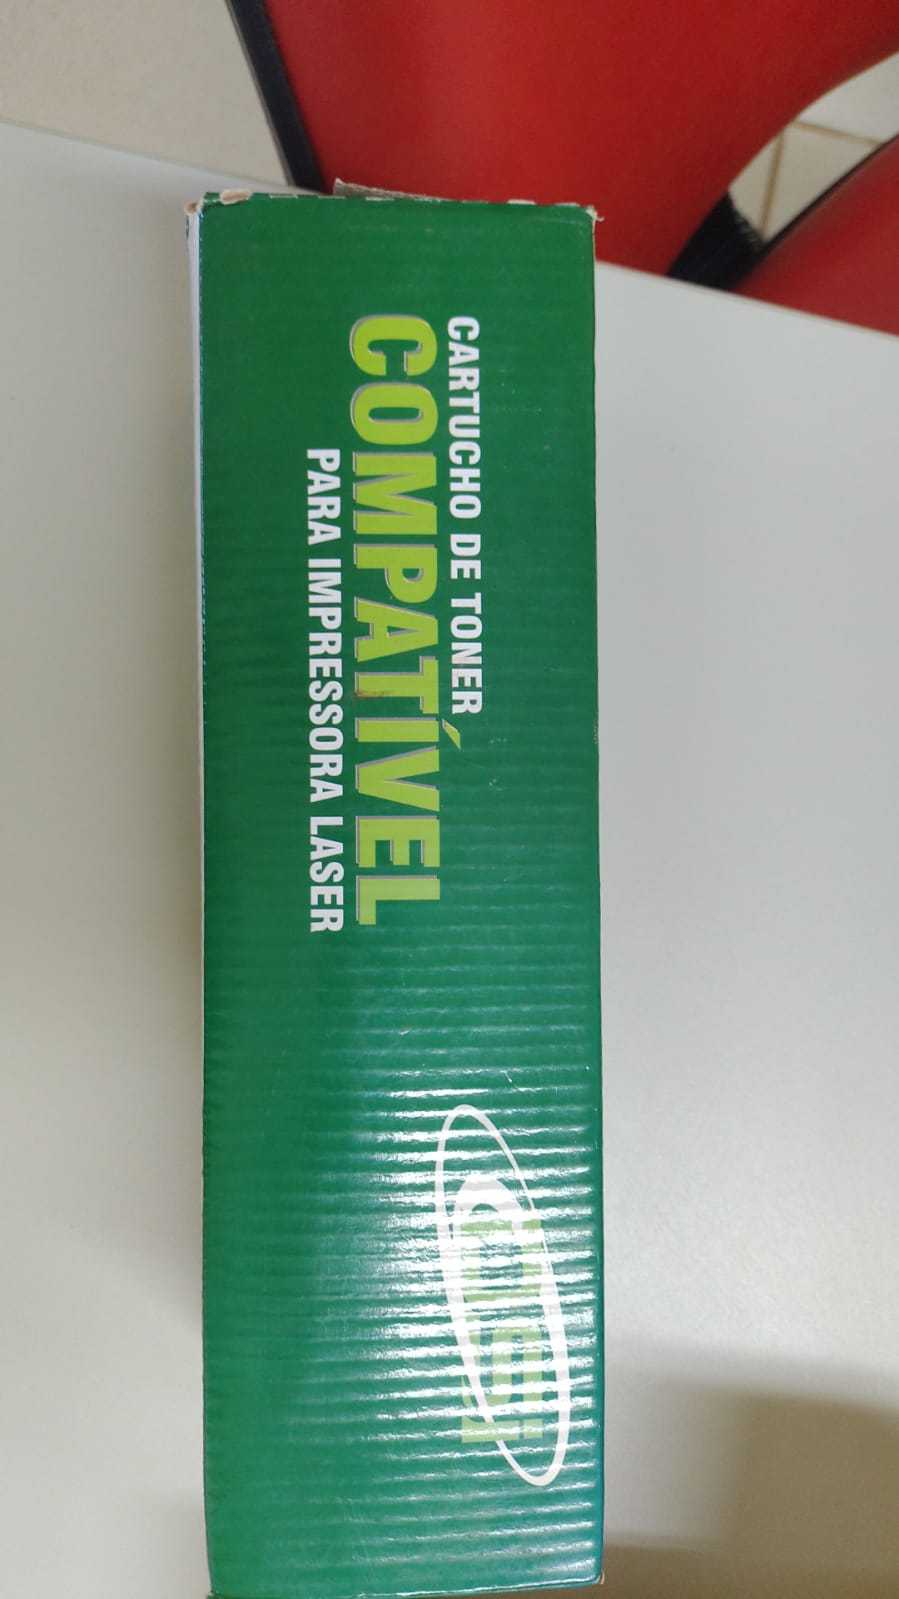 CARTUCHO DE TONER
COMPATÍVEL
PARA IMPRESSORA LASER